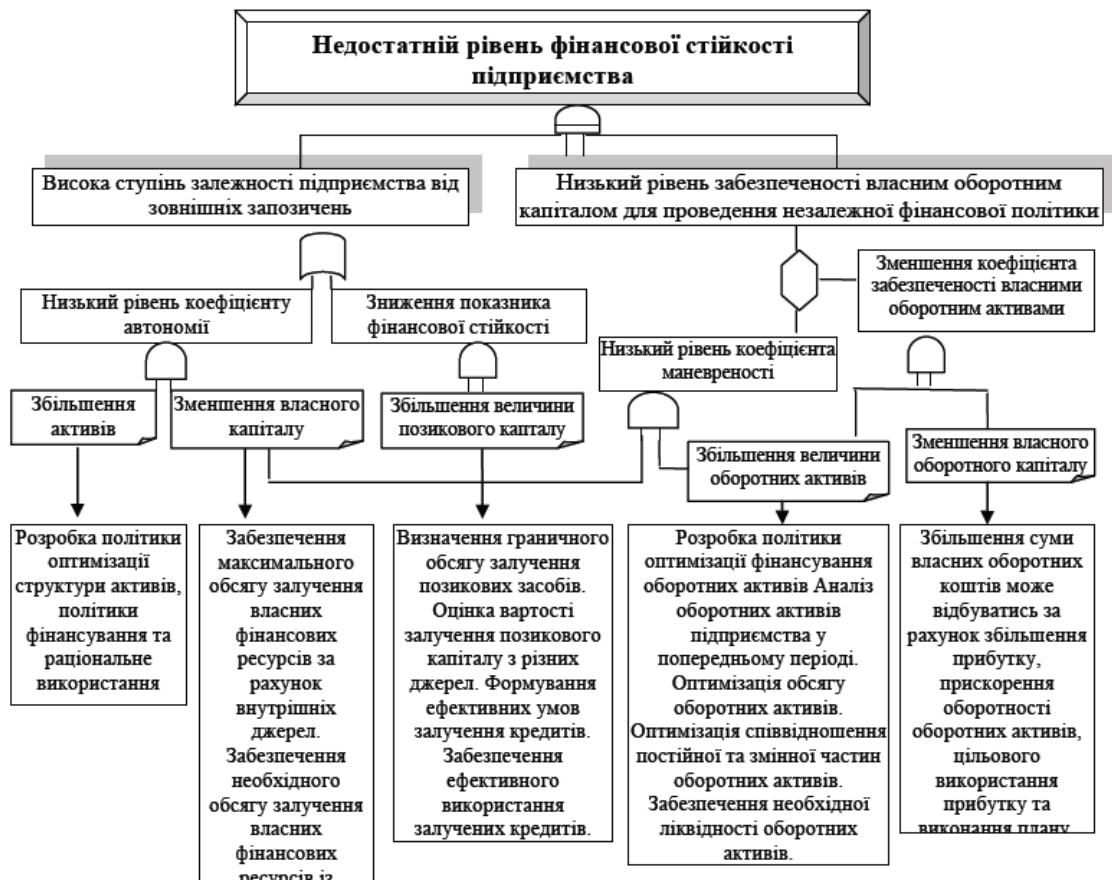 Недостатній рівень фінансової стійкості
підприємства
Висока ступінь залежності підприємства від
зовнішніх запозичень
Низький рівень забезпеченості власним оборотним
капіталом для проведення незалежної фінансової політики
Низький рівень коефіцієнту
автономії
Зниження показника
фінансової стійкості
Низький рівень коефіцієнта
маневреності
Зменшення коефіцієнта
забезпеченості власними
оборотним активами
Збільшення
активів
Зменшення власного
капіталу
Збільшення величини
позикового капталу
Збільшення величини
оборотних активів
Зменшення власного
оборотного капіталу
Розробка політики
оптимізації
структури активів,
політики
фінансування та
раціональне
використання
Забезпечення
максимального
обсягу залучення
власних
фінансових
ресурсів за
рахунок
внутрішніх
джерел.
Забезпечення
необхідного
обсягу залучення
власних
фінансових
ресурсів із
Визначення граничного
обсягу залучення
позикових засобів.
Оцінка вартості
залучення позикового
капіталу з різних
джерел. Формування
ефективних умов
залучення кредитів.
Забезпечення
ефективного
використання
залучених кредитів.
Розробка політики
оптимізації фінансування
оборотних активів Аналіз
оборотних активів
підприємства у
попередньому періоді.
Оптимізація обсягу
оборотних активів.
Оптимізація співвідношення
постійної та змінної частин
оборотних активів.
Забезпечення необхідної
ліквідності оборотних
активів.
Збільшення суми
власних оборотних
коштів може
відбуватись за
рахунок збільшення
прибутку,
прискорення
оборотності
оборотних активів,
цільового
використання
прибутку та
виконання плану